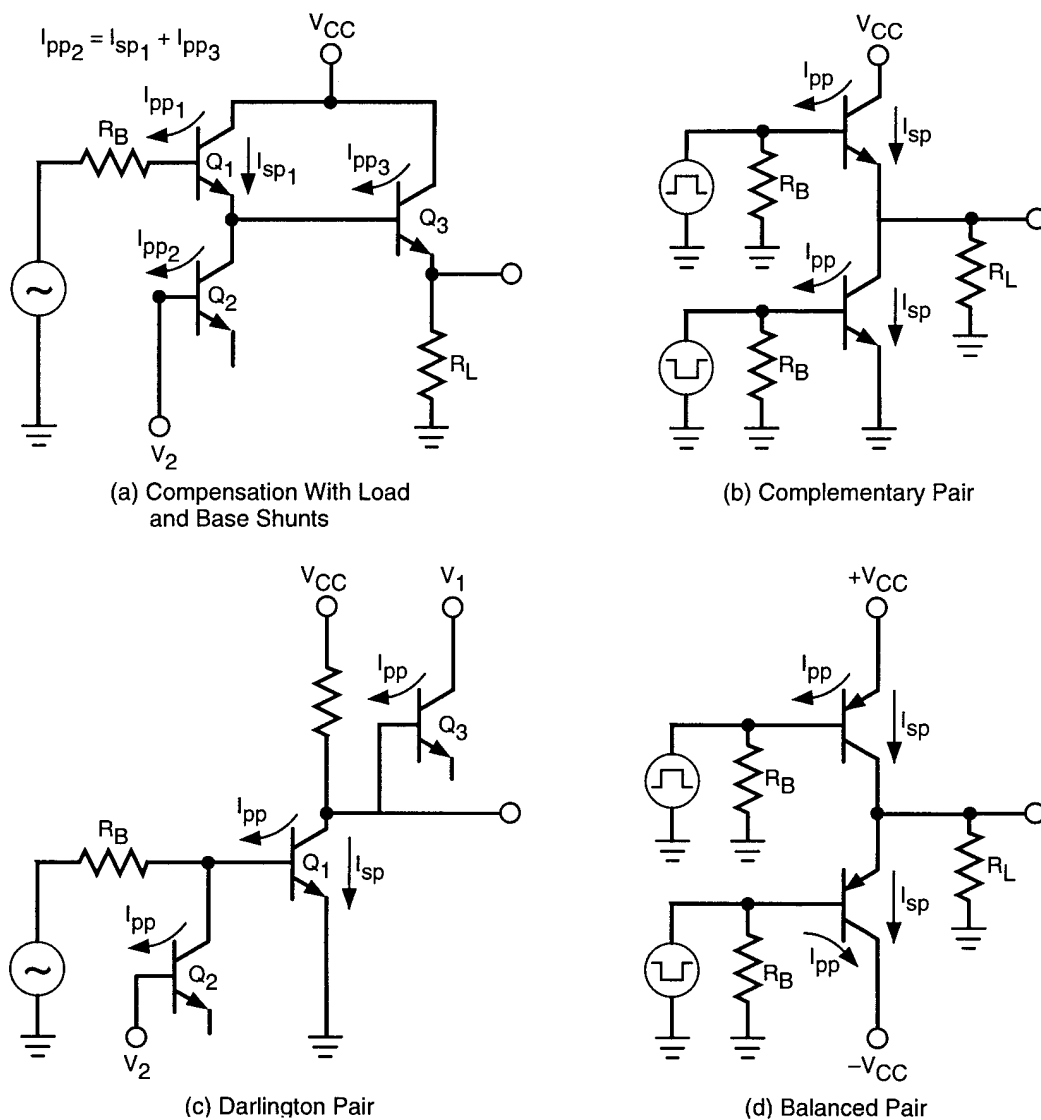 I_pp2 = I_sp1 + I_pp3
V_CC
I_pp1
R_B
Q_1
I_sp1
I_pp3
Q_3
I_pp2
Q_2
R_L
V_2
(a) Compensation With Load
and Base Shunts
V_CC
I_pp
I_sp
R_B
I_pp
I_sp
R_L
R_B
(b) Complementary Pair
V_CC
V_1
I_pp
Q_3
I_pp
R_B
Q_1
I_sp
I_pp
Q_2
V_2
(c) Darlington Pair
+V_CC
I_pp
I_sp
R_B
I_sp
R_L
I_pp
R_B
–V_CC
(d) Balanced Pair